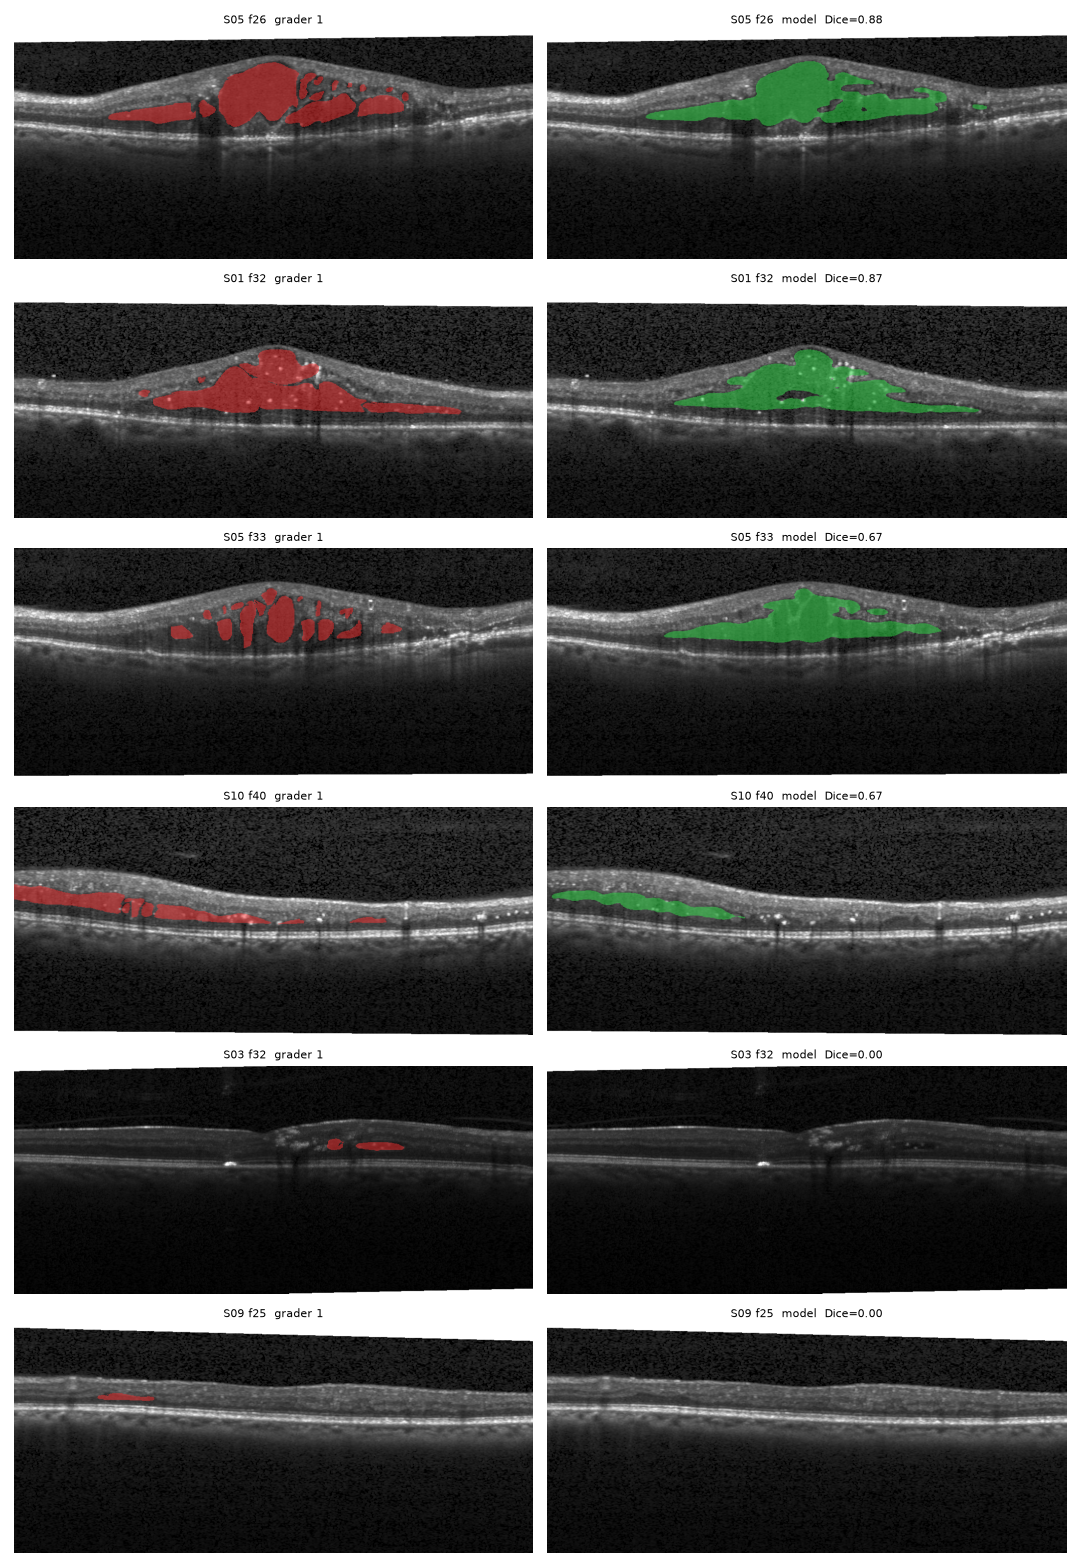 S05 f26 grader 1
S05 f26 model Dice=0.88
S01 f32 grader 1
S01 f32 model Dice=0.87
S05 f33 grader 1
S05 f33 model Dice=0.67
S10 f40 grader 1
S10 f40 model Dice=0.67
S03 f32 grader 1
S03 f32 model Dice=0.00
S09 f25 grader 1
S09 f25 model Dice=0.00